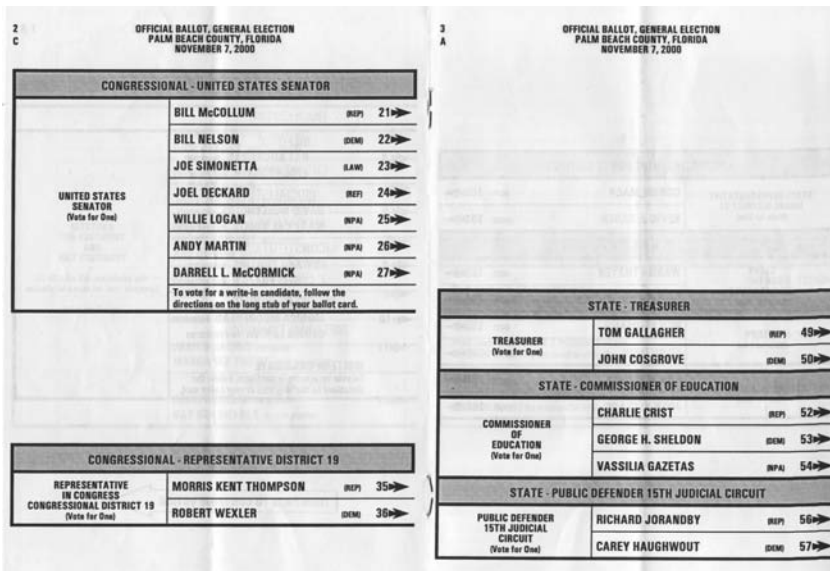 2
C
OFFICIAL BALLOT, GENERAL ELECTION
PALM BEACH COUNTY, FLORIDA
NOVEMBER 7, 2000
CONGRESSIONAL - UNITED STATES SENATOR
UNITED STATES
SENATOR
(Vote for One)
BILL McCOLLUM (REP) 21
BILL NELSON (DEM) 22
JOE SIMONETTA (LAW) 23
JOEL DECKARD (REF) 24
WILLIE LOGAN (NPA) 25
ANDY MARTIN (NPA) 26
DARRELL L. McCORMICK (NPA) 27
To vote for a write-in candidate, follow the
directions on the long stub of your ballot card.
CONGRESSIONAL - REPRESENTATIVE DISTRICT 19
REPRESENTATIVE
IN CONGRESS
CONGRESSIONAL DISTRICT 19
(Vote for One)
MORRIS KENT THOMPSON (REP) 35
ROBERT WEXLER (DEM) 36
3
A
OFFICIAL BALLOT, GENERAL ELECTION
PALM BEACH COUNTY, FLORIDA
NOVEMBER 7, 2000
STATE - TREASURER
TREASURER
(Vote for One)
TOM GALLAGHER (REP) 49
JOHN COSGROVE (DEM) 50
STATE - COMMISSIONER OF EDUCATION
COMMISSIONER
OF
EDUCATION
(Vote for One)
CHARLIE CRIST (REP) 52
GEORGE H. SHELDON (DEM) 53
VASSILIA GAZETAS (NPA) 54
STATE - PUBLIC DEFENDER 15TH JUDICIAL CIRCUIT
PUBLIC DEFENDER
15TH JUDICIAL
CIRCUIT
(Vote for One)
RICHARD JORANDBY (REP) 56
CAREY HAUGHWOUT (DEM) 57